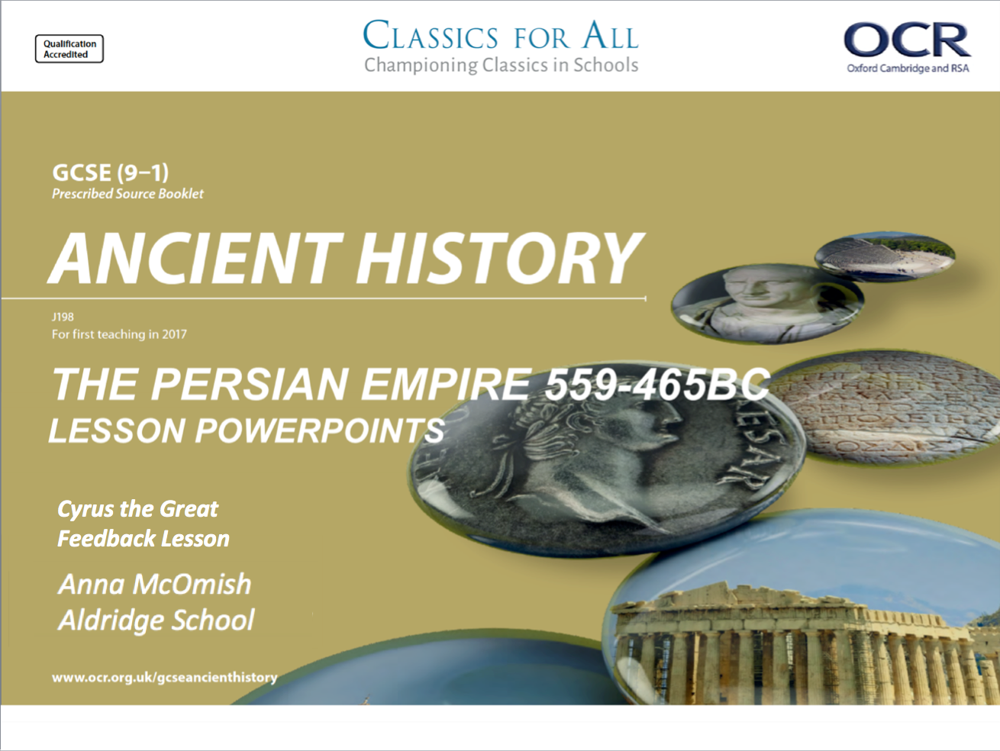 Qualification
Accredited
CLASSICS FOR ALL
Championing Classics in Schools
OCR
Oxford Cambridge and RSA
GCSE (9–1)
Prescribed Source Booklet
ANCIENT HISTORY
J198
For first teaching in 2017
THE PERSIAN EMPIRE 559-465BC
LESSON POWERPOINTS
Cyrus the Great
Feedback Lesson
Anna McOmish
Aldridge School
www.ocr.org.uk/gcseancienthistory